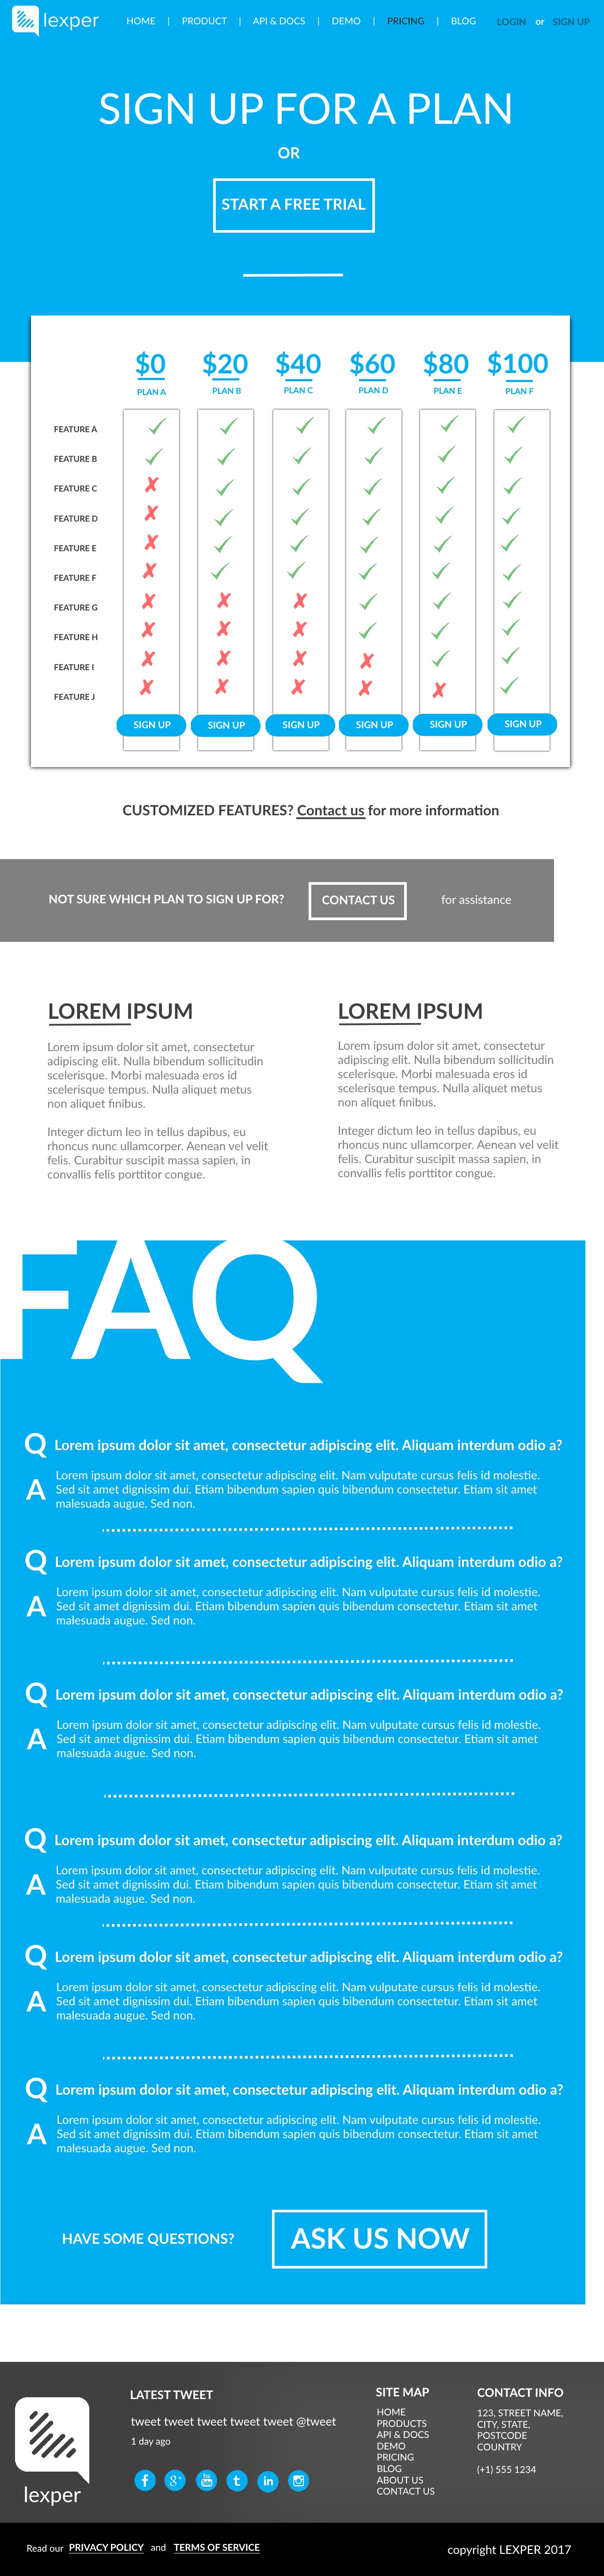 lexper HOME | PRODUCT | API & DOCS | DEMO | PRICING | BLOG LOGIN or SIGN UP
SIGN UP FOR A PLAN
OR
START A FREE TRIAL
$0 $20 $40 $60 $80 $100
PLAN A PLAN B PLAN C PLAN D PLAN E PLAN F
FEATURE A
FEATURE B
FEATURE C
FEATURE D
FEATURE E
FEATURE F
FEATURE G
FEATURE H
FEATURE I
FEATURE J
SIGN UP SIGN UP SIGN UP SIGN UP SIGN UP SIGN UP
CUSTOMIZED FEATURES? Contact us for more information
NOT SURE WHICH PLAN TO SIGN UP FOR? CONTACT US for assistance
LOREM IPSUM
Lorem ipsum dolor sit amet, consectetur
adipiscing elit. Nulla bibendum sollicitudin
scelerisque. Morbi malesuada eros id
scelerisque tempus. Nulla aliquet metus
non aliquet finibus.
Integer dictum leo in tellus dapibus, eu
rhoncus nunc ullamcorper. Aenean vel velit
felis. Curabitur suscipit massa sapien, in
convallis felis porttitor congue.
LOREM IPSUM
Lorem ipsum dolor sit amet, consectetur
adipiscing elit. Nulla bibendum sollicitudin
scelerisque. Morbi malesuada eros id
scelerisque tempus. Nulla aliquet metus
non aliquet finibus.
Integer dictum leo in tellus dapibus, eu
rhoncus nunc ullamcorper. Aenean vel velit
felis. Curabitur suscipit massa sapien, in
convallis felis porttitor congue.
FAQ
Q Lorem ipsum dolor sit amet, consectetur adipiscing elit. Aliquam interdum odio a?
A Lorem ipsum dolor sit amet, consectetur adipiscing elit. Nam vulputate cursus felis id molestie.
Sed sit amet dignissim dui. Etiam bibendum sapien quis bibendum consectetur. Etiam sit amet
malesuada augue. Sed non.
Q Lorem ipsum dolor sit amet, consectetur adipiscing elit. Aliquam interdum odio a?
A Lorem ipsum dolor sit amet, consectetur adipiscing elit. Nam vulputate cursus felis id molestie.
Sed sit amet dignissim dui. Etiam bibendum sapien quis bibendum consectetur. Etiam sit amet
malesuada augue. Sed non.
Q Lorem ipsum dolor sit amet, consectetur adipiscing elit. Aliquam interdum odio a?
A Lorem ipsum dolor sit amet, consectetur adipiscing elit. Nam vulputate cursus felis id molestie.
Sed sit amet dignissim dui. Etiam bibendum sapien quis bibendum consectetur. Etiam sit amet
malesuada augue. Sed non.
Q Lorem ipsum dolor sit amet, consectetur adipiscing elit. Aliquam interdum odio a?
A Lorem ipsum dolor sit amet, consectetur adipiscing elit. Nam vulputate cursus felis id molestie.
Sed sit amet dignissim dui. Etiam bibendum sapien quis bibendum consectetur. Etiam sit amet
malesuada augue. Sed non.
Q Lorem ipsum dolor sit amet, consectetur adipiscing elit. Aliquam interdum odio a?
A Lorem ipsum dolor sit amet, consectetur adipiscing elit. Nam vulputate cursus felis id molestie.
Sed sit amet dignissim dui. Etiam bibendum sapien quis bibendum consectetur. Etiam sit amet
malesuada augue. Sed non.
Q Lorem ipsum dolor sit amet, consectetur adipiscing elit. Aliquam interdum odio a?
A Lorem ipsum dolor sit amet, consectetur adipiscing elit. Nam vulputate cursus felis id molestie.
Sed sit amet dignissim dui. Etiam bibendum sapien quis bibendum consectetur. Etiam sit amet
malesuada augue. Sed non.
HAVE SOME QUESTIONS? ASK US NOW
lexper
LATEST TWEET
tweet tweet tweet tweet tweet @tweet
1 day ago
SITE MAP
HOME
PRODUCTS
API & DOCS
DEMO
PRICING
BLOG
ABOUT US
CONTACT US
CONTACT INFO
123, STREET NAME,
CITY, STATE,
POSTCODE
COUNTRY
(+1) 555 1234
Read our PRIVACY POLICY and TERMS OF SERVICE
copyright LEXPER 2017